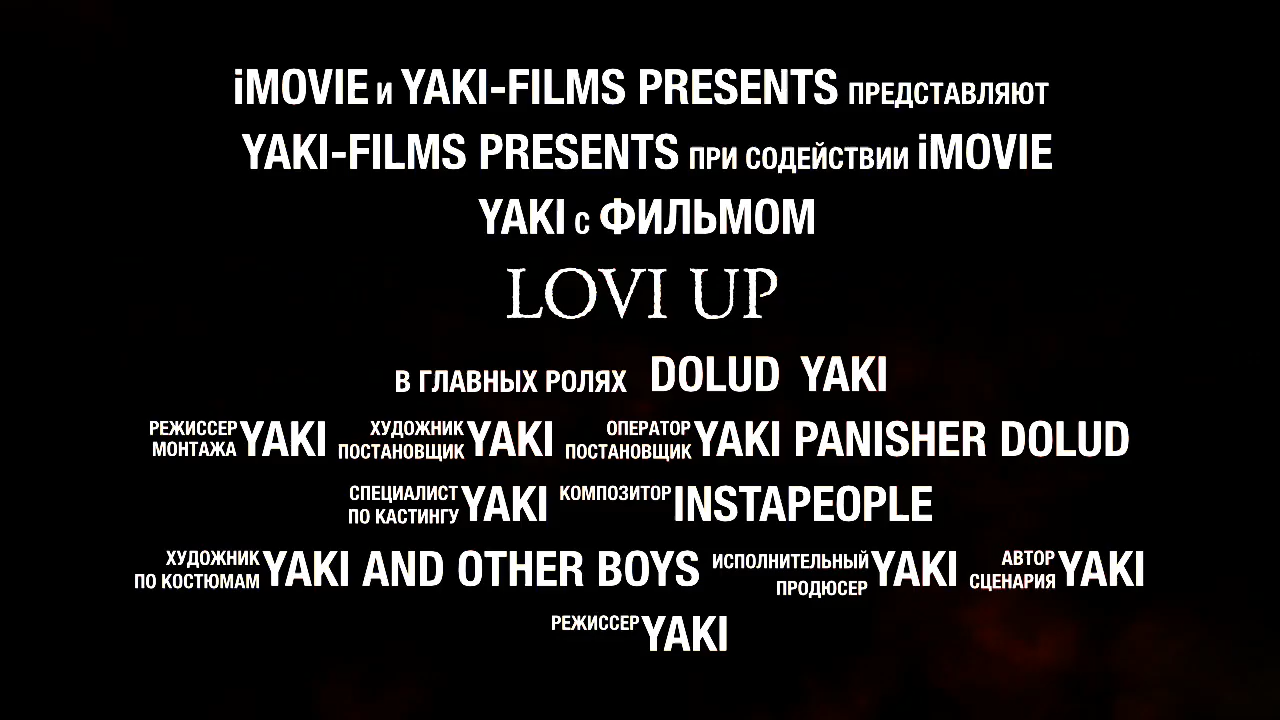 iMOVIE и YAKI-FILMS PRESENTS ПРЕДСТАВЛЯЮТ
YAKI-FILMS PRESENTS ПРИ СОДЕЙСТВИИ iMOVIE
YAKI с ФИЛЬМОМ
LOVI UP
В ГЛАВНЫХ РОЛЯХ DOLUD YAKI
РЕЖИССЕР МОНТАЖА YAKI ХУДОЖНИК ПОСТАНОВЩИК YAKI ОПЕРАТОР ПОСТАНОВЩИК YAKI PANISHER DOLUD
СПЕЦИАЛИСТ ПО КАСТИНГУ YAKI КОМПОЗИТОР INSTAPEOPLE
ХУДОЖНИК ПО КОСТЮМАМ YAKI AND OTHER BOYS ИСПОЛНИТЕЛЬНЫЙ ПРОДЮСЕР YAKI АВТОР СЦЕНАРИЯ YAKI
РЕЖИССЕР YAKI